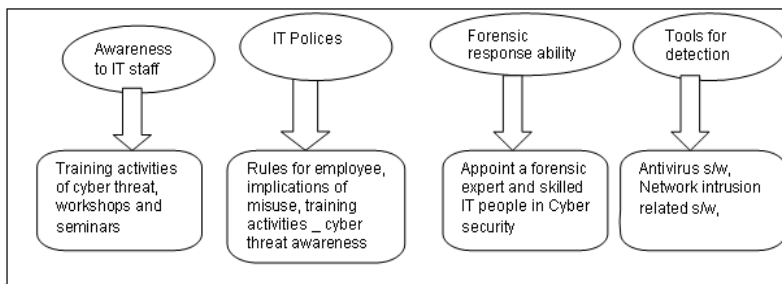 Awareness
to IT staff
IT Polices
Forensic
response ability
Tools for
detection
Training activities
of cyber threat,
workshops and
seminars
Rules for employee,
implications of
misuse, training
activities _ cyber
threat awareness
Appoint a forensic
expert and skilled
IT people in Cyber
security
Antivirus s/w,
Network intrusion
related s/w,